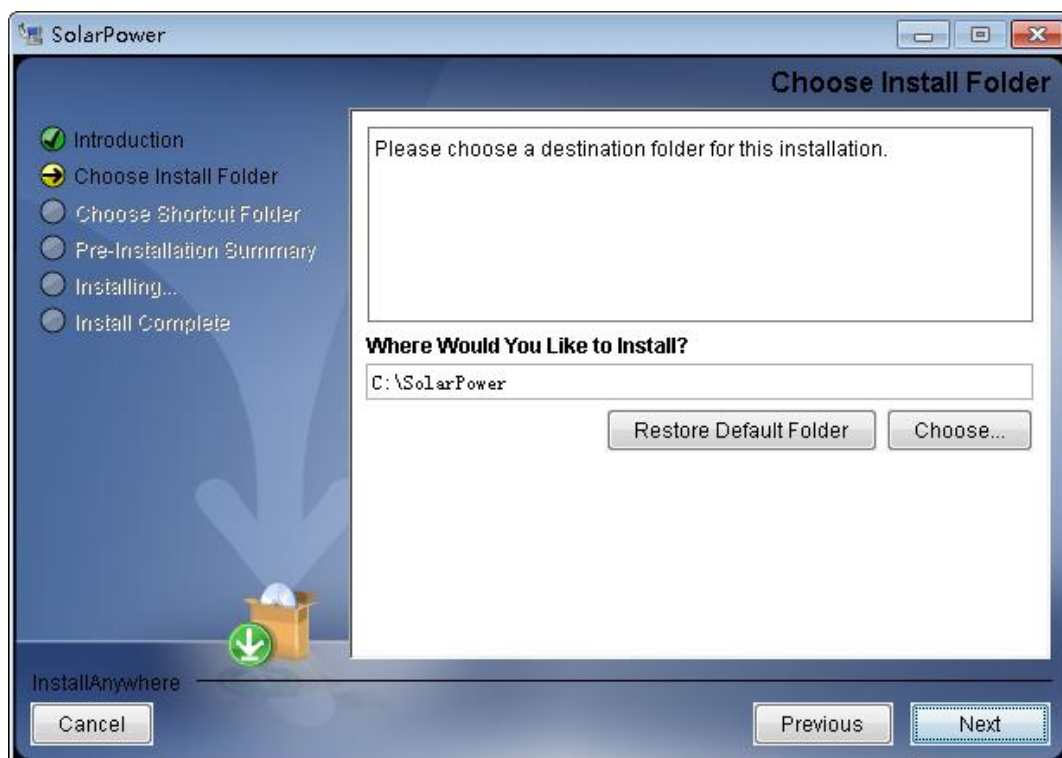 SolarPower
Choose Install Folder
Introduction
Choose Install Folder
Choose Shortcut Folder
Pre-Installation Summary
Installing...
Install Complete
Please choose a destination folder for this installation.
Where Would You Like to Install?
C:\SolarPower
Restore Default Folder
Choose...
InstallAnywhere
Cancel
Previous
Next